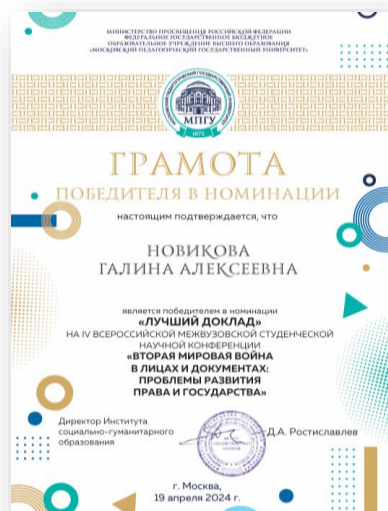 МИНИСТЕРСТВО ПРОСВЕЩЕНИЯ РОССИЙСКОЙ ФЕДЕРАЦИИ
ФЕДЕРАЛЬНОЕ ГОСУДАРСТВЕННОЕ БЮДЖЕТНОЕ
ОБРАЗОВАТЕЛЬНОЕ УЧРЕЖДЕНИЕ ВЫСШЕГО ОБРАЗОВАНИЯ
«МОСКОВСКИЙ ПЕДАГОГИЧЕСКИЙ ГОСУДАРСТВЕННЫЙ УНИВЕРСИТЕТ»
МПГУ
1872
ГРАМОТА
ПОБЕДИТЕЛЯ В НОМИНАЦИИ
настоящим подтверждается, что
НОВИКОВА
ГАЛИНА АЛЕКСЕЕВНА
является победителем в номинации
«ЛУЧШИЙ ДОКЛАД»
НА IV ВСЕРОССИЙСКОЙ МЕЖВУЗОВСКОЙ СТУДЕНЧЕСКОЙ
НАУЧНОЙ КОНФЕРЕНЦИИ
«ВТОРАЯ МИРОВАЯ ВОЙНА
В ЛИЦАХ И ДОКУМЕНТАХ:
ПРОБЛЕМЫ РАЗВИТИЯ
ПРАВА И ГОСУДАРСТВА»
Директор Института
социально-гуманитарного
образования
Д.А. Ростиславлев
г. Москва,
19 апреля 2024 г.